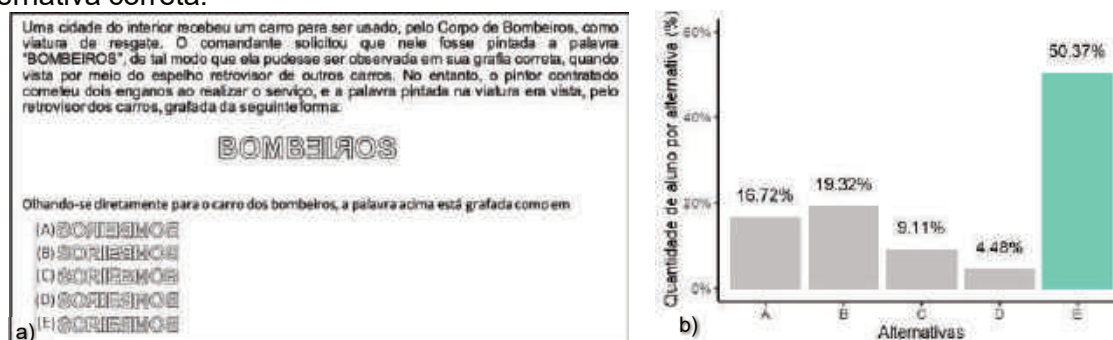 ernativa correta.
Uma cidade do interior recebeu um carro para ser usado, pelo Corpo de Bombeiros, como
viatura de resgate. O comandante solicitou que nele fosse pintada a palavra
"BOMBEIROS", de tal modo que ela pudesse ser observada em sua grafia correta, quando
vista por meio do espelho retrovisor de outros carros. No entanto, o pintor contratado
cometeu dois enganos ao realizar o serviço, e a palavra pintada na viatura era vista, pelo
retrovisor dos carros, grafada da seguinte forma:
Olhando-se diretamente para o carro dos bombeiros, a palavra acima está grafada como em
(A)
(B)
(C)
(D)
(E)
a)
Quantidade de aluno por alternativa (%)
60%
40%
20%
0%
16.72%
19.32%
9.11%
4.48%
50.37%
A B C D E
Alternativas
b)